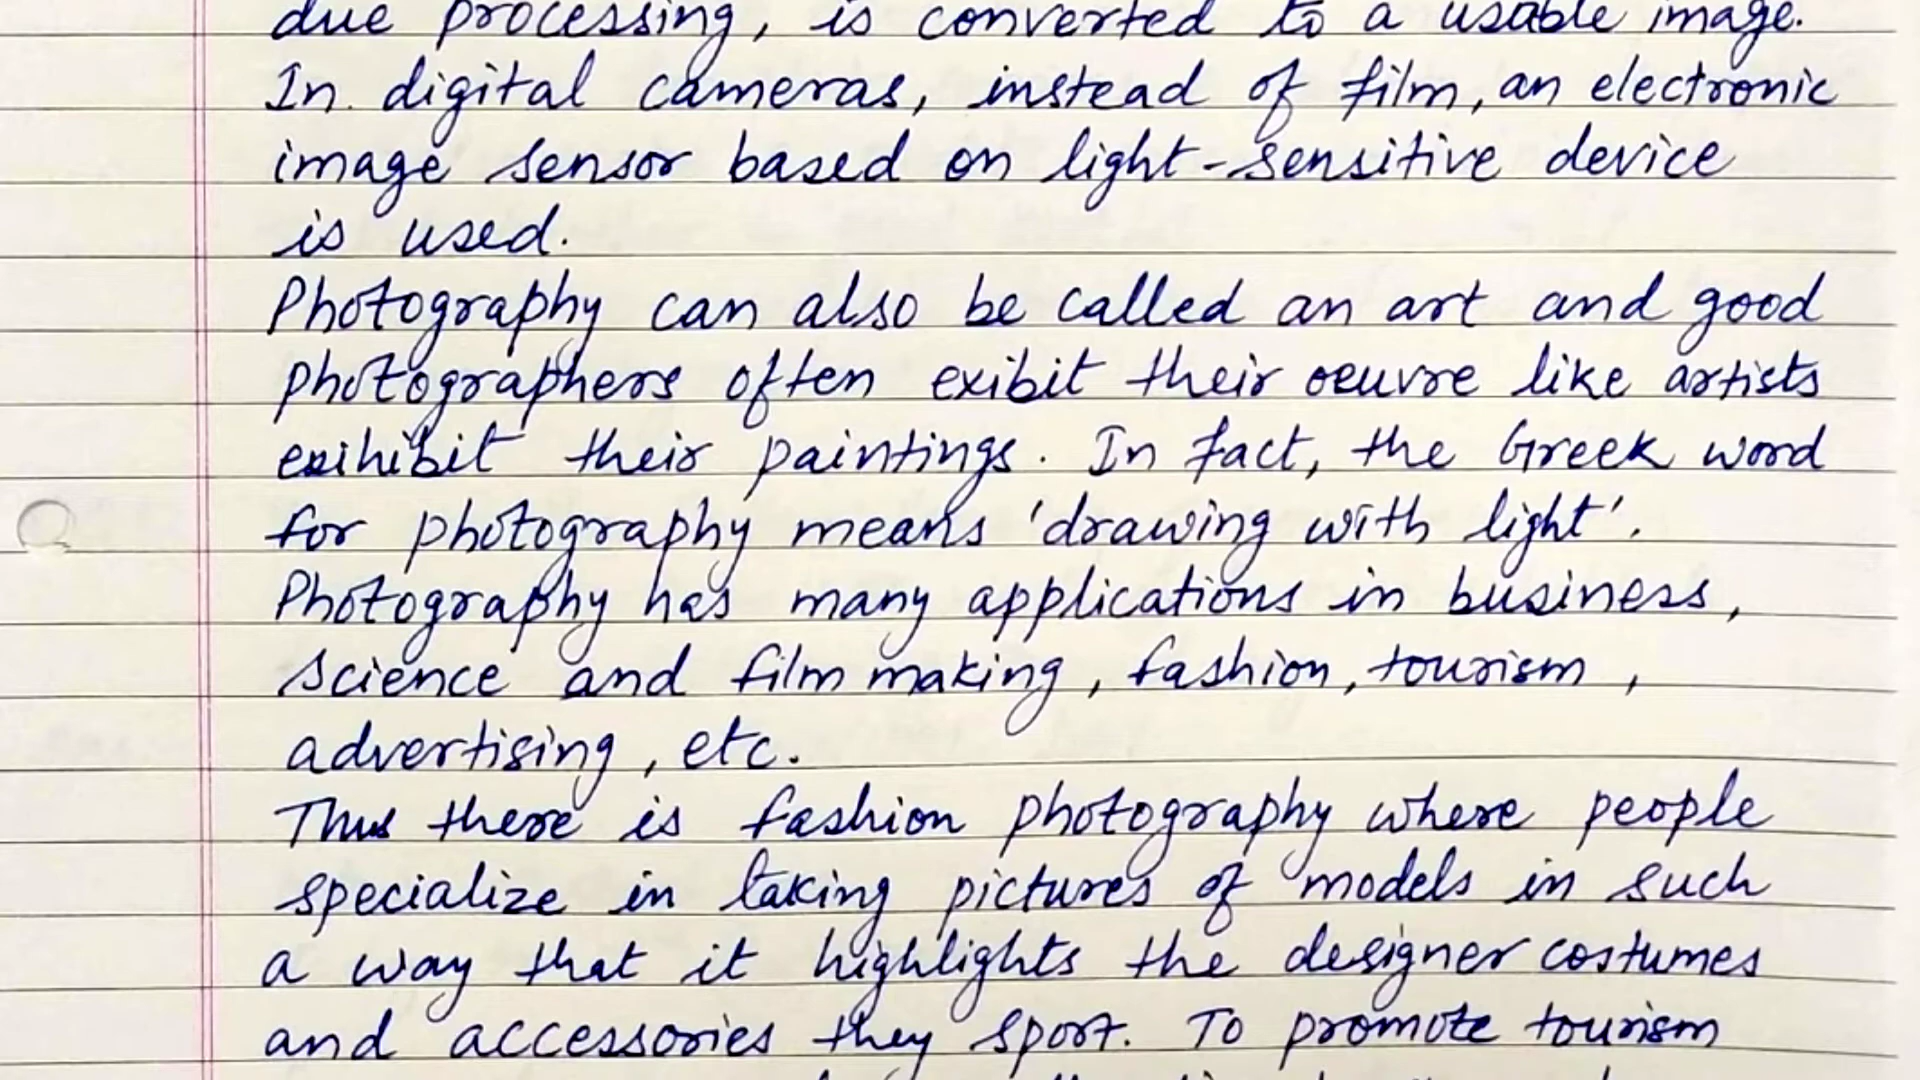 due processing, is converted to a usable image.
In digital cameras, instead of film, an electronic
image sensor based on light-sensitive device
is used.
Photography can also be called an art and good
photographers often exibit their oeuvre like artists
exihibit their paintings. In fact, the Greek word
for photography means 'drawing with light'.
Photography has many applications in business,
science and film making, fashion, tourism,
advertising, etc.
Thus there is fashion photography where people
specialize in taking pictures of models in such
a way that it highlights the designer costumes
and accessories they sport. To promote tourism